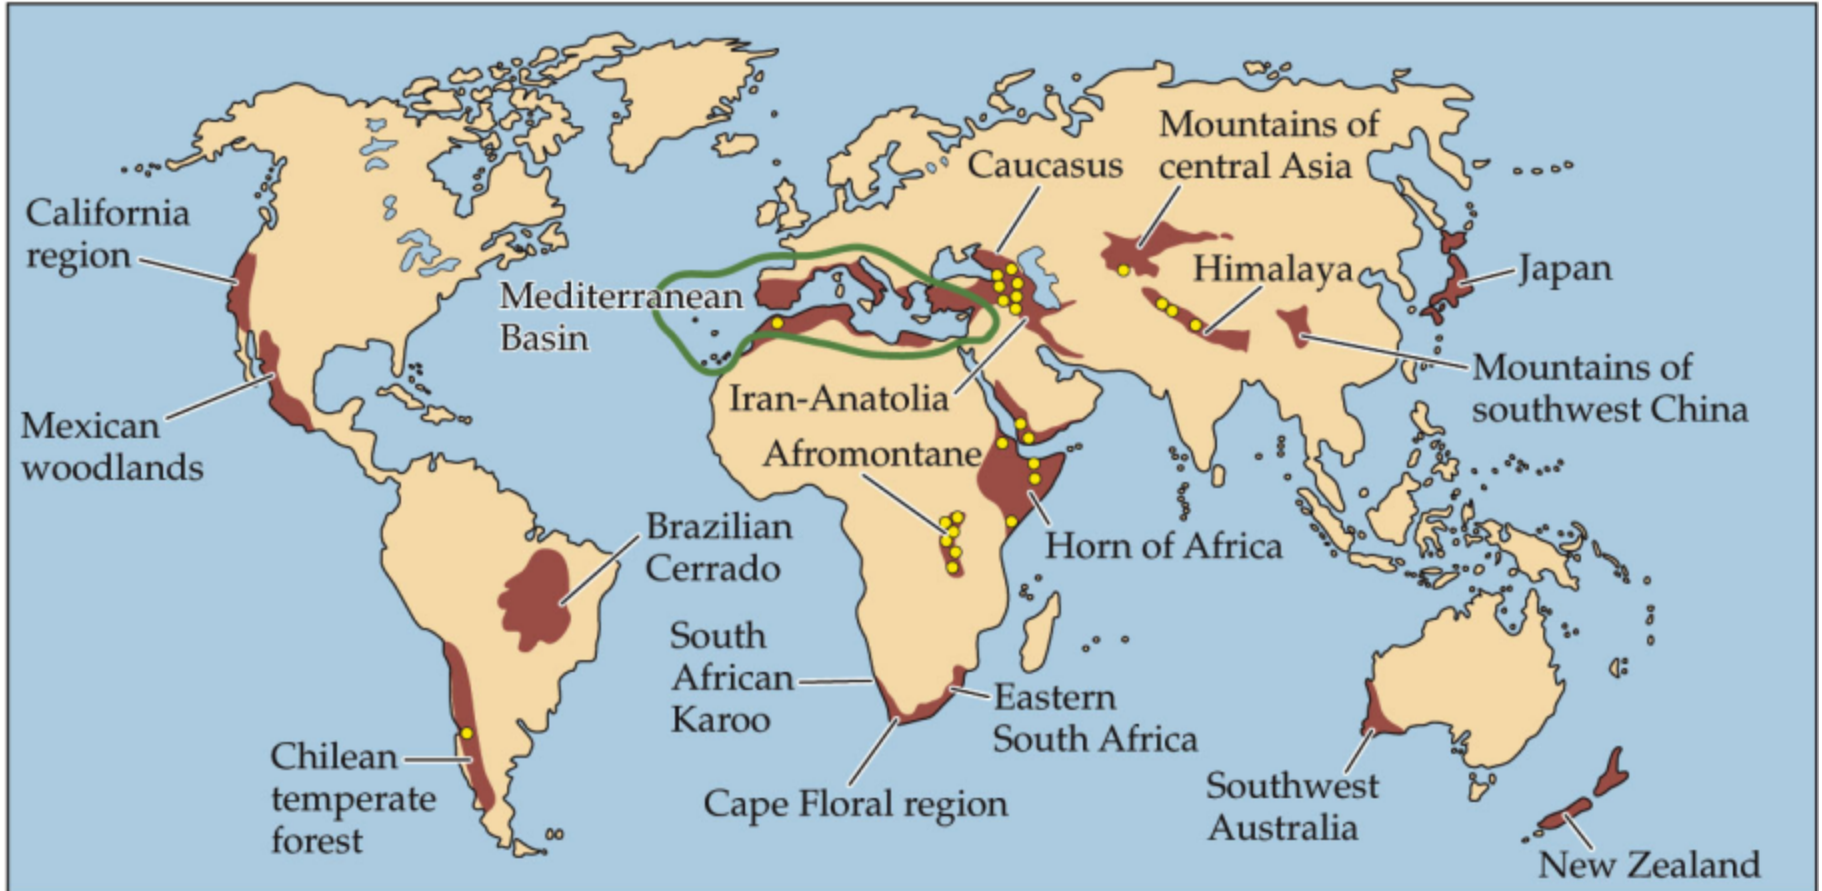 Mountains of
central Asia
Caucasus
California
region
Himalaya
Japan
Mediterranean
Basin
Mountains of
southwest China
Iran-Anatolia
Mexican
woodlands
Afromontane
Brazilian
Cerrado
Horn of Africa
South
African
Karoo
Eastern
South Africa
Chilean
temperate
forest
Cape Floral region
Southwest
Australia
New Zealand